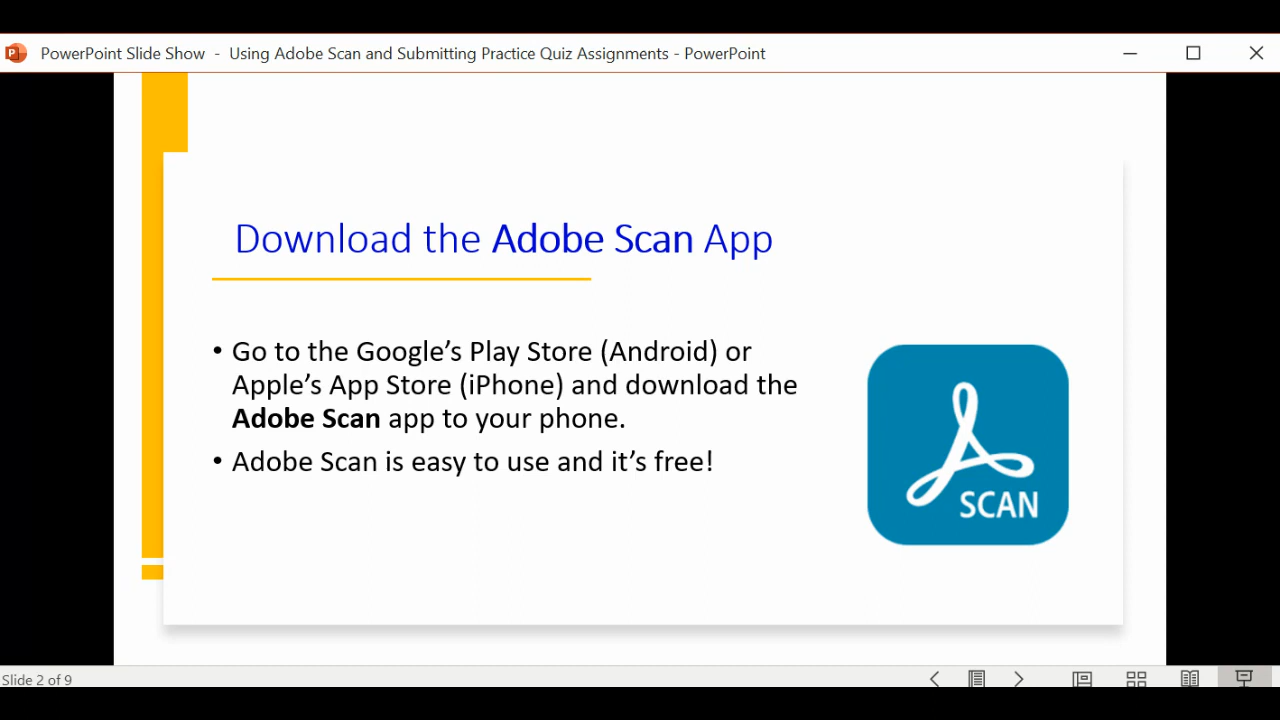 PowerPoint Slide Show - Using Adobe Scan and Submitting Practice Quiz Assignments - PowerPoint
Download the Adobe Scan App
• Go to the Google’s Play Store (Android) or
Apple’s App Store (iPhone) and download the
Adobe Scan app to your phone.
• Adobe Scan is easy to use and it’s free!
SCAN
Slide 2 of 9